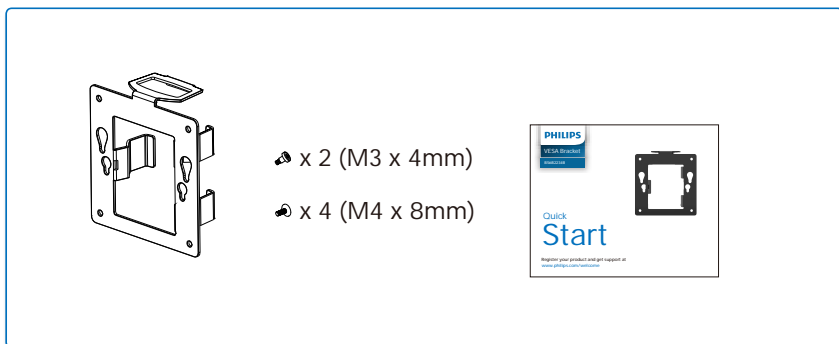 x 2 (M3 x 4mm)
x 4 (M4 x 8mm)
PHILIPS
VESA Bracket
Quick
Start
Register your product and get support at
www.philips.com/welcome